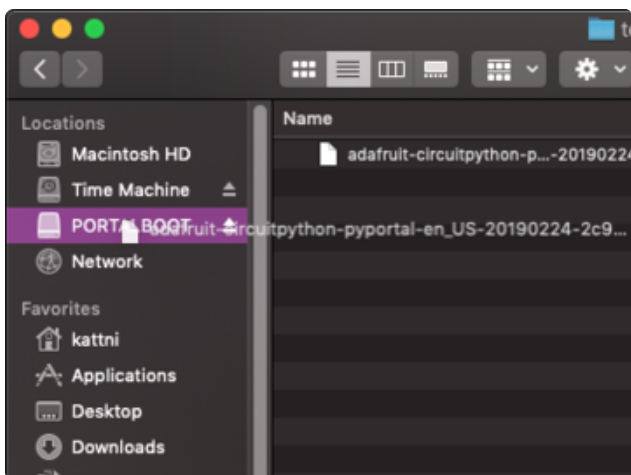 Name
Locations
Macintosh HD
adafruit-circuitpython-p...-20190224
Time Machine
PORTALBOOT
adafruit-circuitpython-pyportal-en_US-20190224-2c9...
Network
Favorites
kattni
Applications
Desktop
Downloads